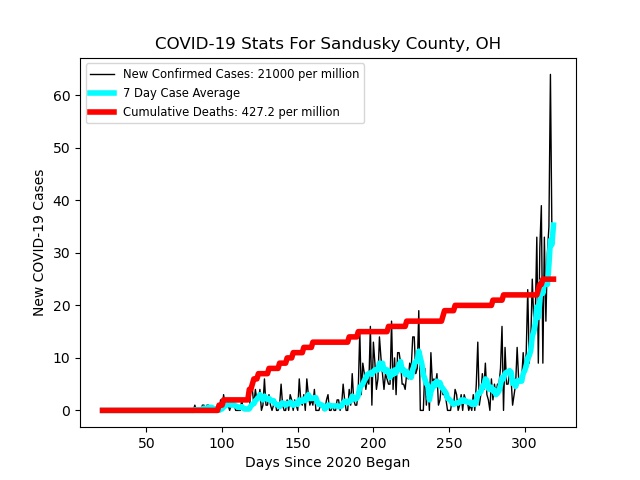 COVID-19 Stats For Sandusky County, OH
New Confirmed Cases: 21000 per million
7 Day Case Average
Cumulative Deaths: 427.2 per million
New COVID-19 Cases
60
50
40
30
20
10
0
50 100 150 200 250 300
Days Since 2020 Began